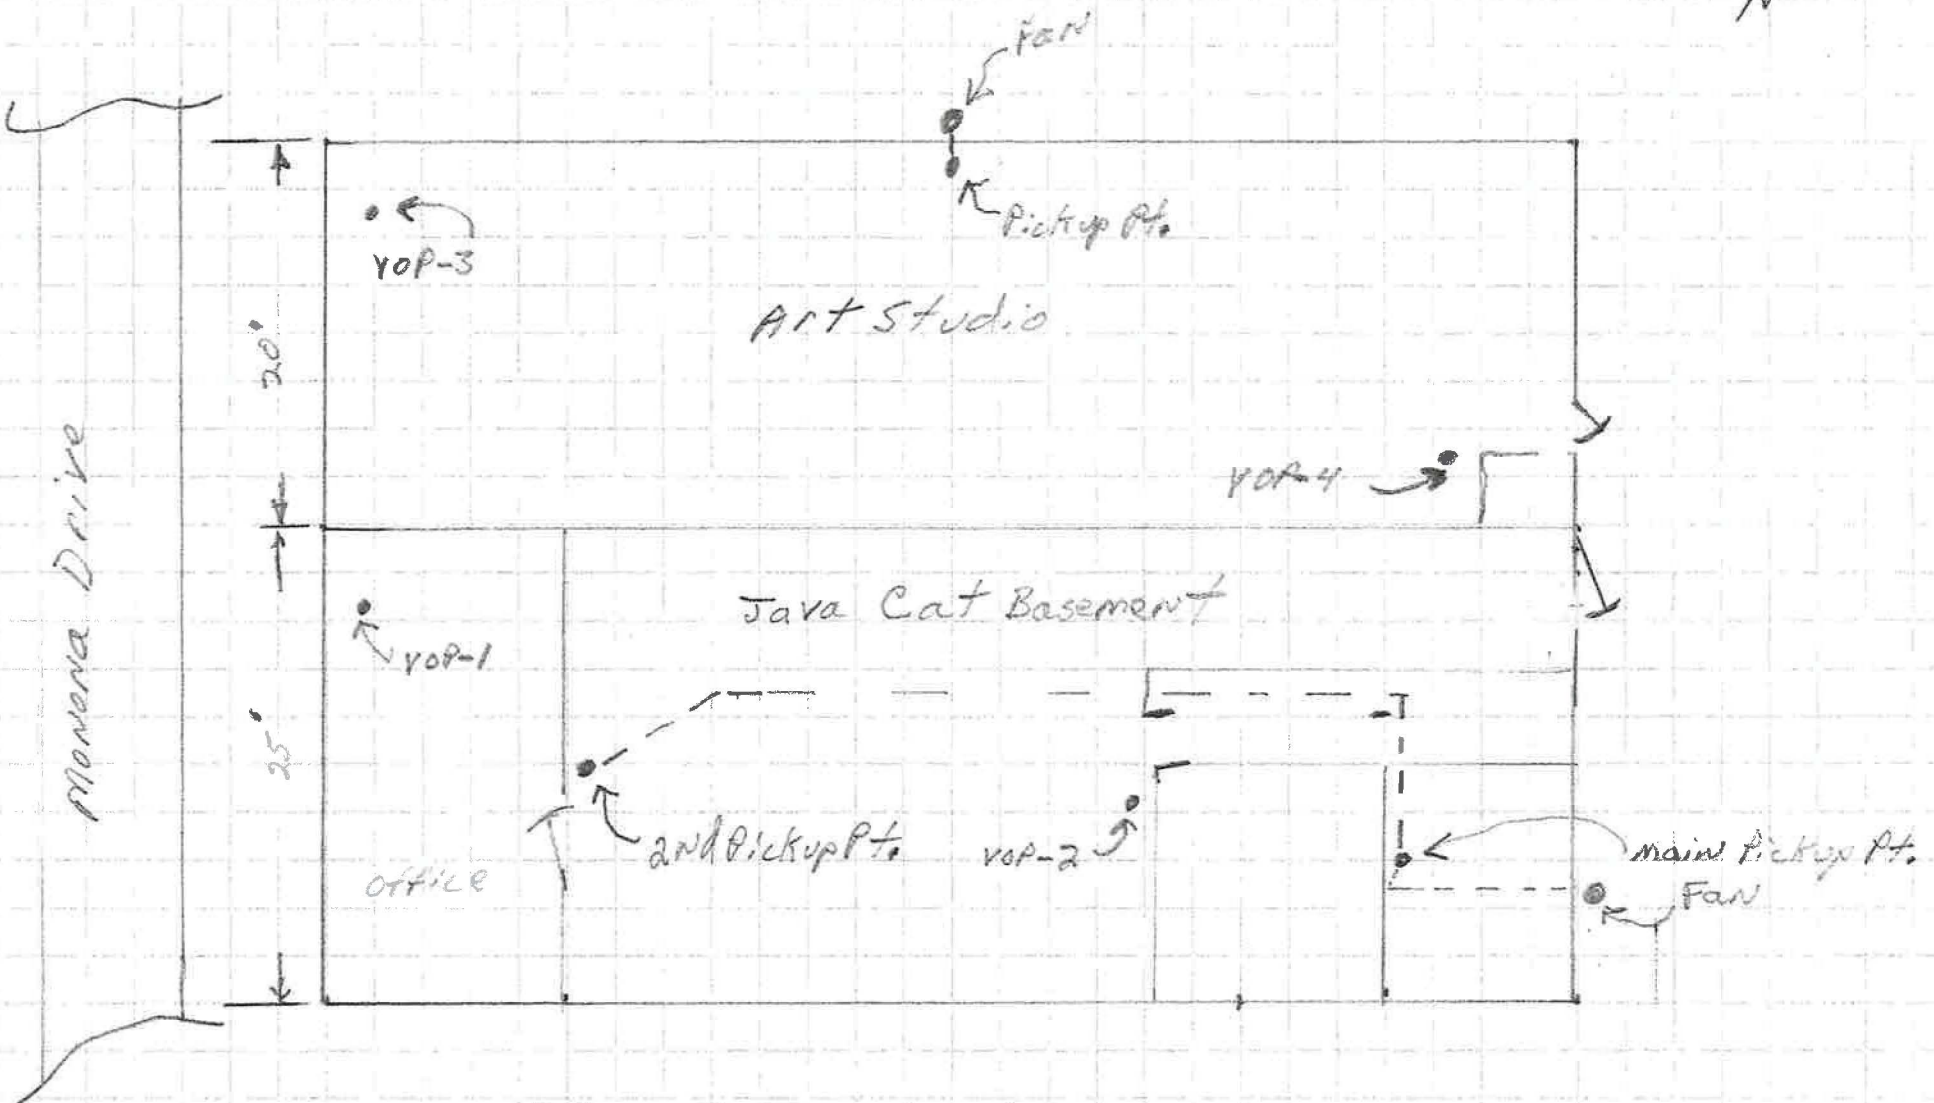 N
Fan
Pickup Pt.
VOP-3
Art Studio
20'
Monona Drive
VOP-4
Java Cat Basement
VOP-1
25'
2nd Pickup Pt.
VOP-2
Main Pickup Pt.
Fan
Office